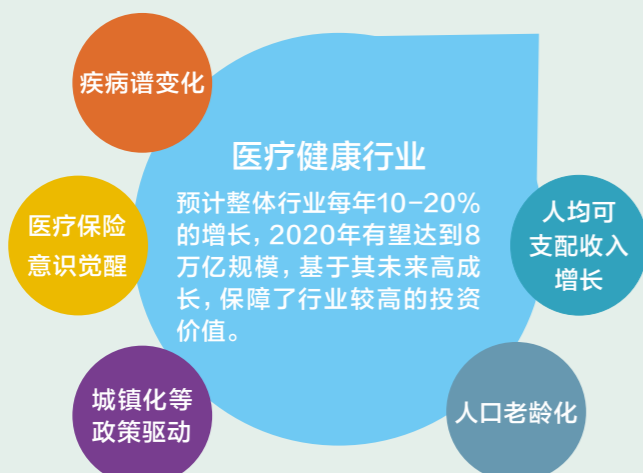 疾病谱变化
医疗健康行业
预计整体行业每年10-20%
的增长，2020年有望达到8
万亿规模，基于其未来高成
长，保障了行业较高的投资
价值。
医疗保险
意识觉醒
人均可
支配收入
增长
城镇化等
政策驱动
人口老龄化